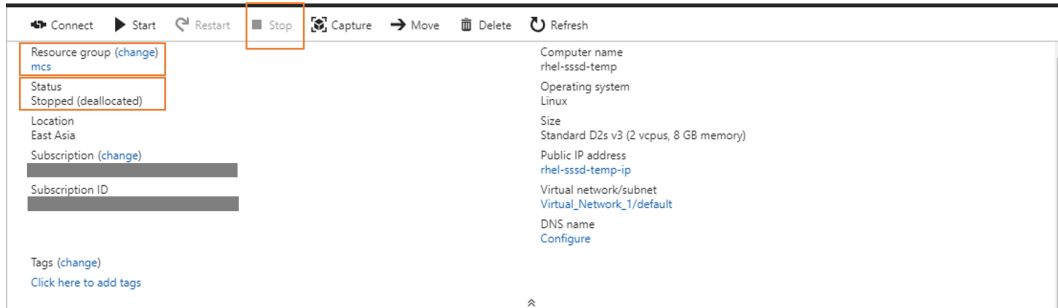 Connect Start Restart Stop Capture Move Delete Refresh
Resource group (change)
mcs
Status
Stopped (deallocated)
Location
East Asia
Subscription (change)
Subscription ID
Tags (change)
Click here to add tags
Computer name
rhel-sssd-temp
Operating system
Linux
Size
Standard D2s v3 (2 vcpus, 8 GB memory)
Public IP address
rhel-sssd-temp-ip
Virtual network/subnet
Virtual_Network_1/default
DNS name
Configure